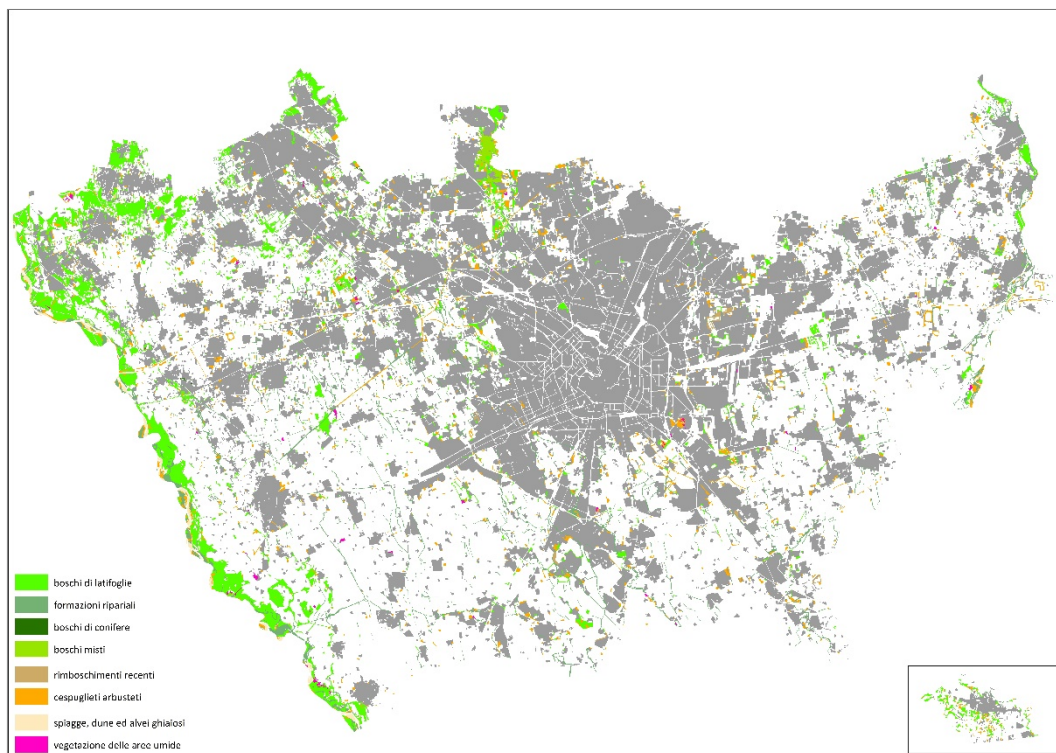 boschi di latifoglie
formazioni ripariali
boschi di conifere
boschi misti
rimboschimenti recenti
cespuglieti arbusteti
spiagge, dune ed alvei ghiaiosi
vegetazione delle aree umide